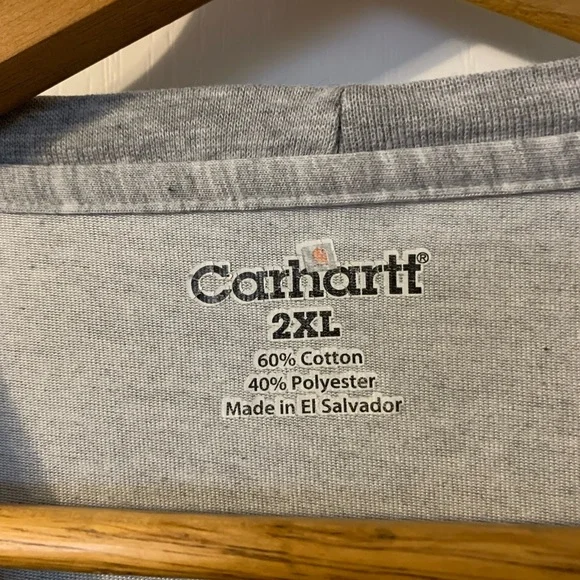 Carhartt®
2XL
60% Cotton
40% Polyester
Made in El Salvador